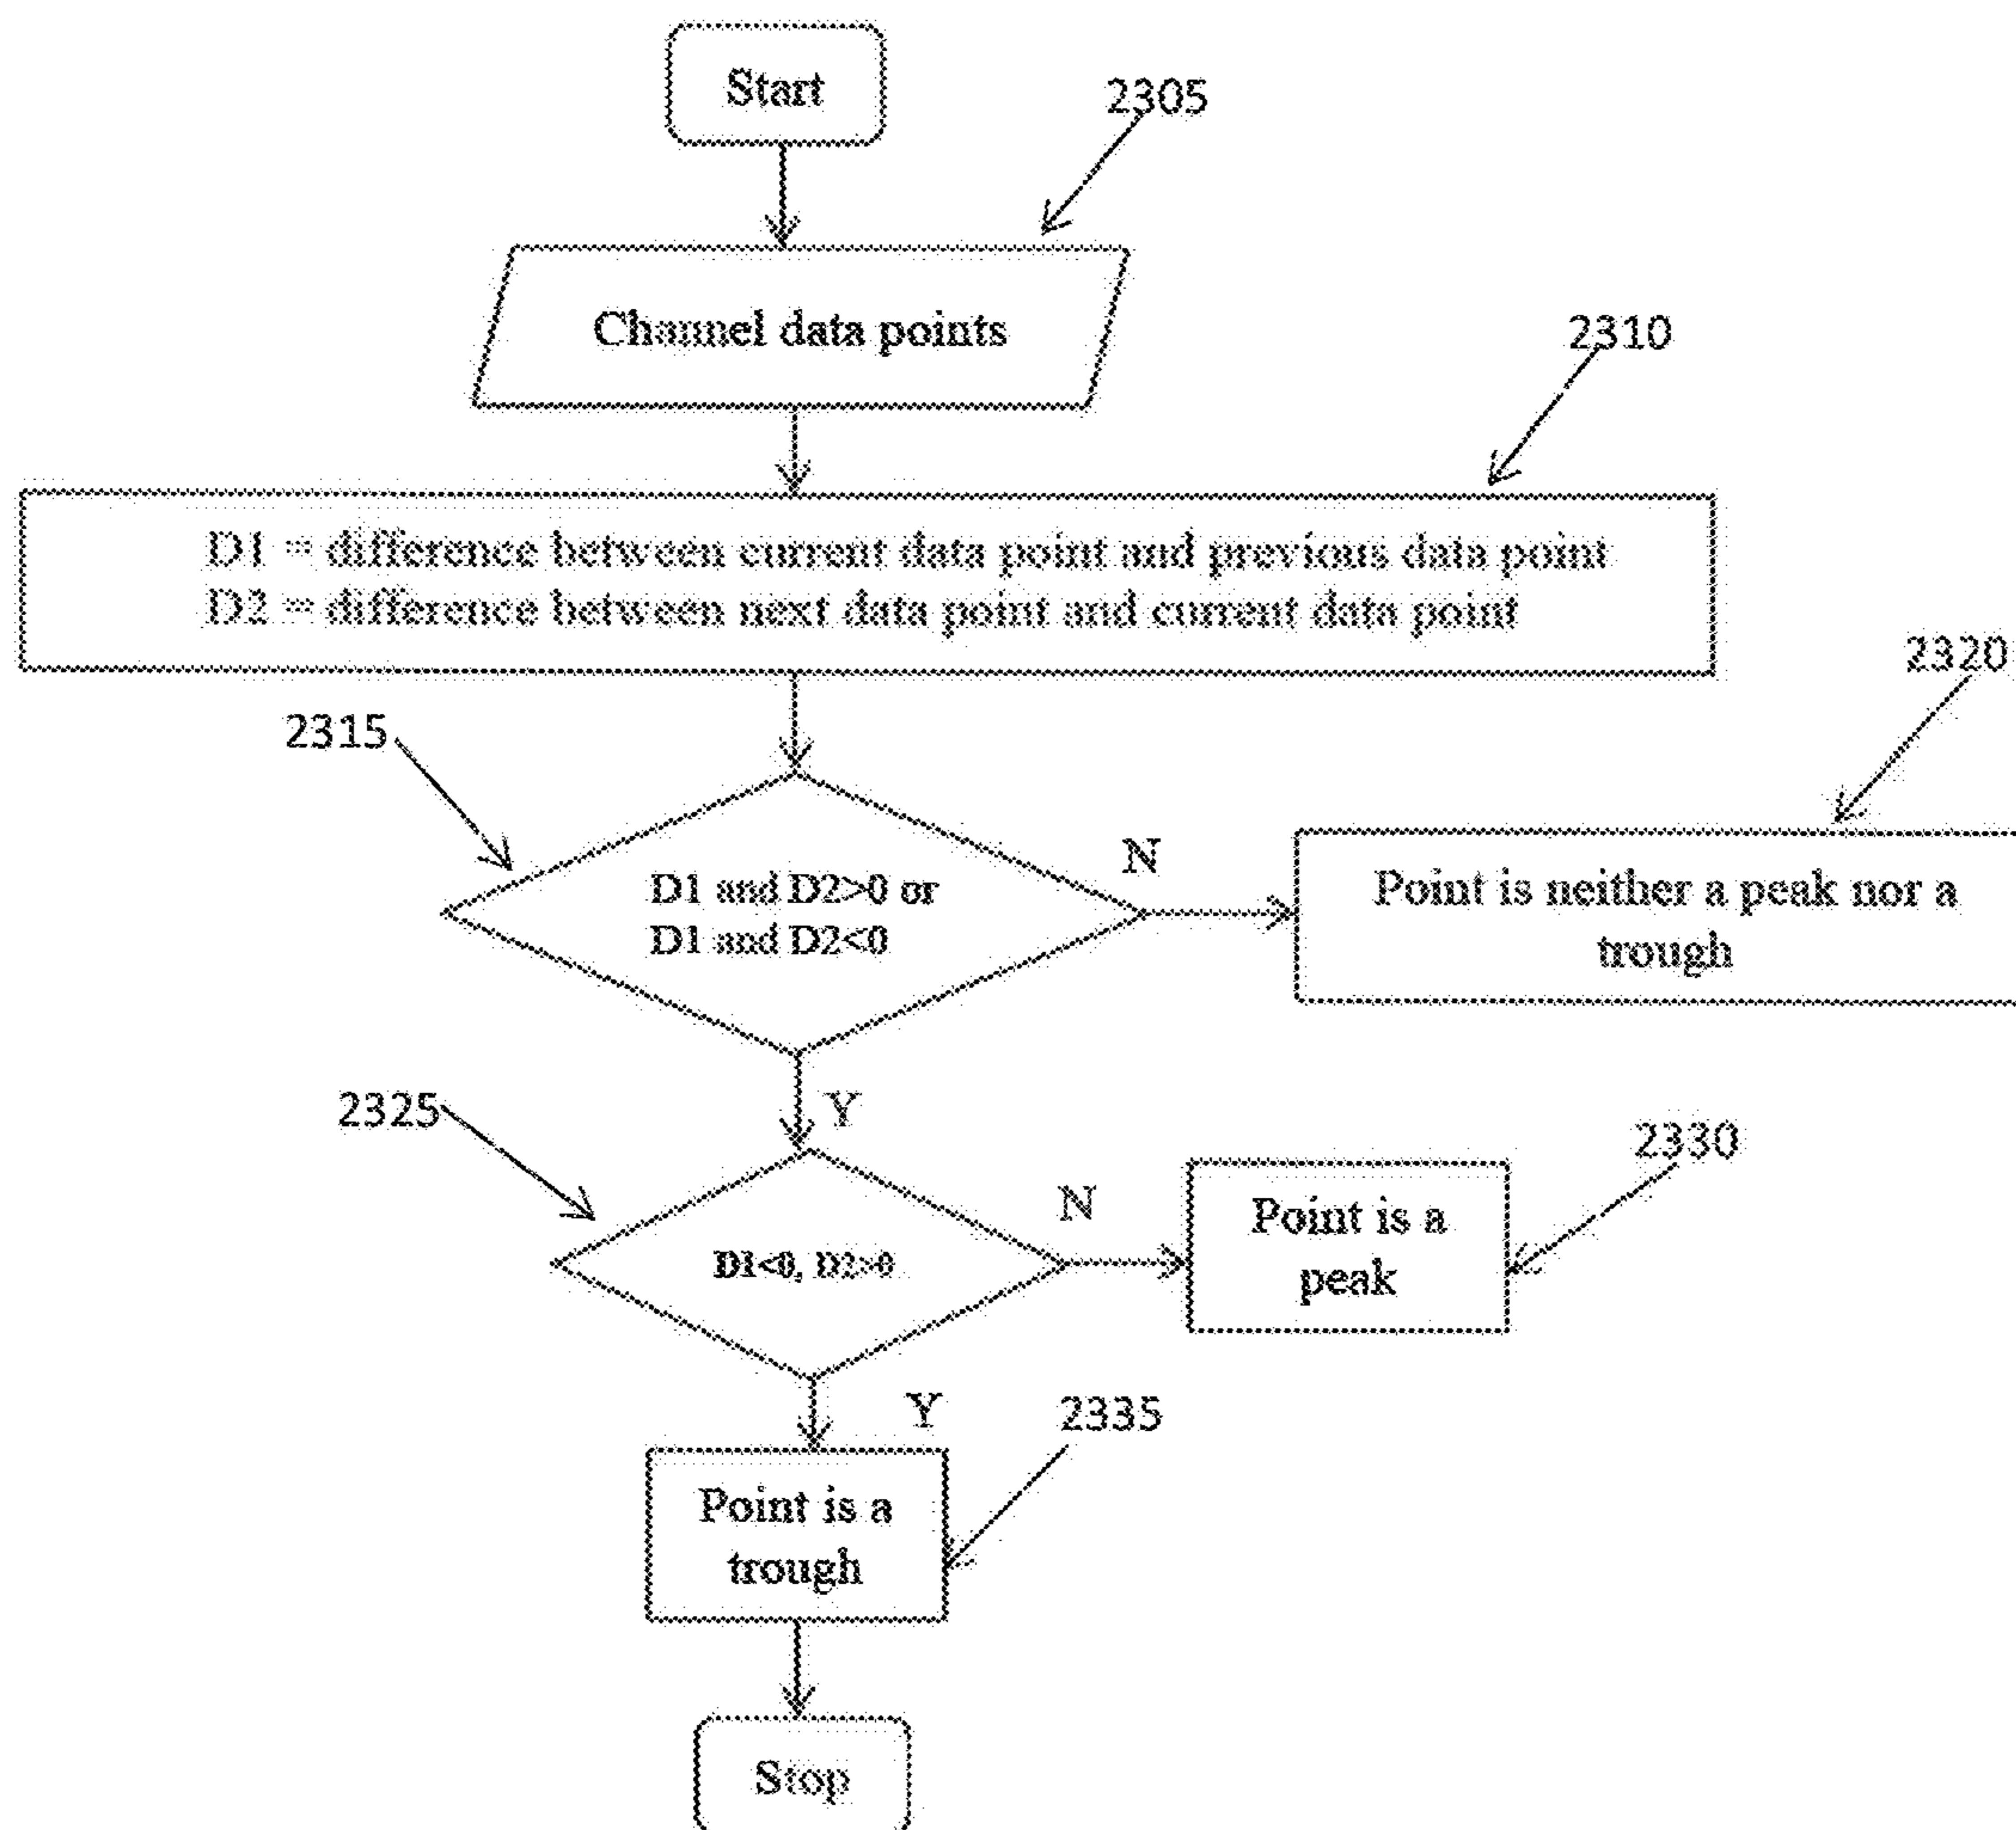 Start
2305
Channel data points
2310
D1 = difference between current data point and previous data point
D2 = difference between next data point and current data point
2320
2315
D1 and D2>0 or
D1 and D2<0
N
Point is neither a peak nor a
trough
Y
2325
2330
D1<0, D2>0
N
Point is a
peak
Y
2335
Point is a
trough
Stop